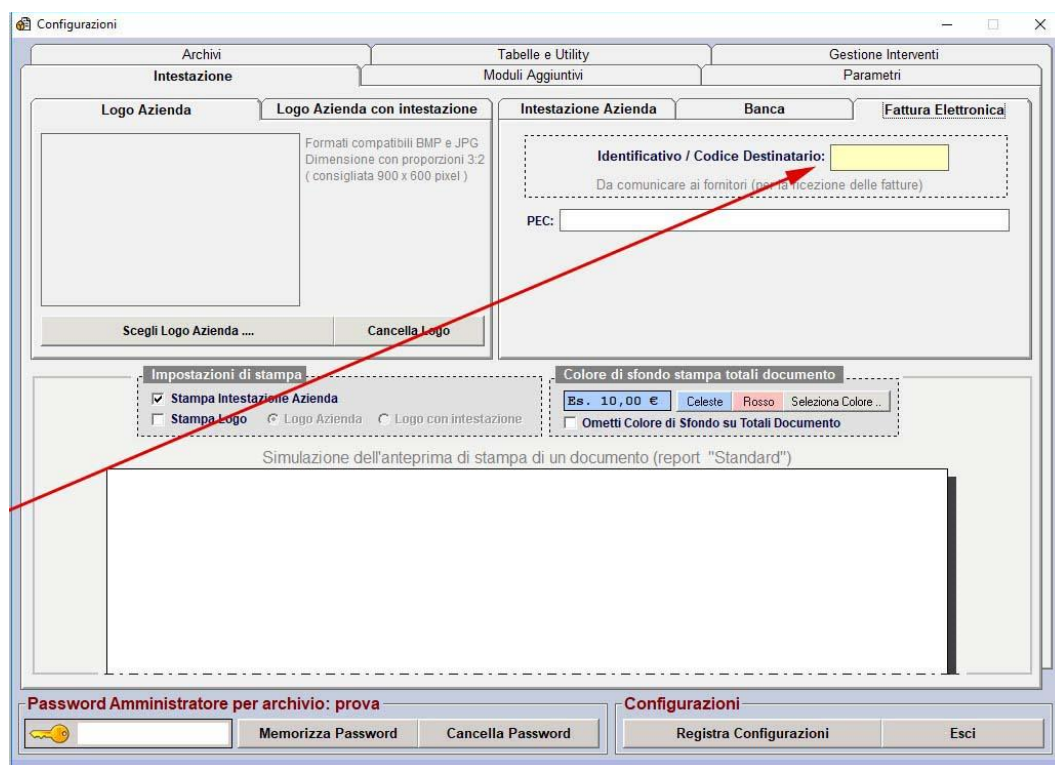 Configurazioni
Archivi
Tabelle e Utility
Gestione Interventi
Intestazione
Moduli Aggiuntivi
Parametri
Logo Azienda
Logo Azienda con intestazione
Formati compatibili BMP e JPG
Dimensione con proporzioni 3:2
( consigliata 900 x 600 pixel )
Scegli Logo Azienda ....
Cancella Logo
Intestazione Azienda
Banca
Fattura Elettronica
Identificativo / Codice Destinatario:
Da comunicare ai fornitori (per la ricezione delle fatture)
PEC:
Impostazioni di stampa
Stampa Intestazione Azienda
Stampa Logo
Logo Azienda
Logo con intestazione
Colore di sfondo stampa totali documento
Es. 10,00 €
Celeste
Rosso
Seleziona Colore ..
Ometti Colore di Sfondo su Totali Documento
Simulazione dell'anteprima di stampa di un documento (report "Standard")
Password Amministratore per archivio: prova
Memorizza Password
Cancella Password
Configurazioni
Registra Configurazioni
Esci